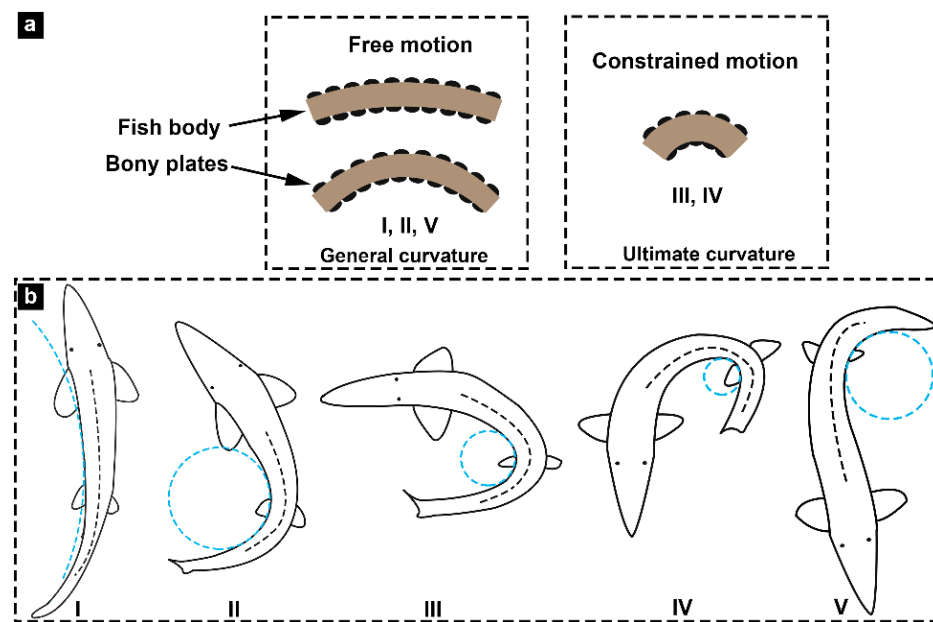 a
Free motion
Fish body
Bony plates
I, II, V
General curvature
Constrained motion
III, IV
Ultimate curvature
b
I
II
III
IV
V